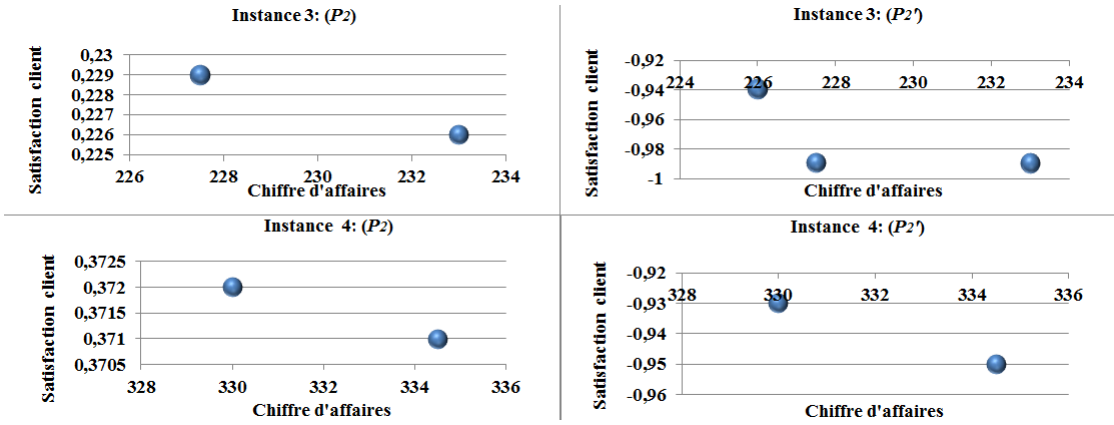 Instance 3: (P2)
Satisfaction client
0,23
0,229
0,228
0,227
0,226
0,225
226 228 230 232 234
Chiffre d'affaires
Instance 3: (P2')
Satisfaction client
-0,92
-0,94
-0,96
-0,98
-1
224 226 228 230 232 234
Chiffre d'affaires
Instance 4: (P2)
Satisfaction client
0,3725
0,372
0,3715
0,371
0,3705
328 330 332 334 336
Chiffre d'affaires
Instance 4: (P2')
Satisfaction client
-0,92
-0,93
-0,94
-0,95
-0,96
328 330 332 334 336
Chiffre d'affaires